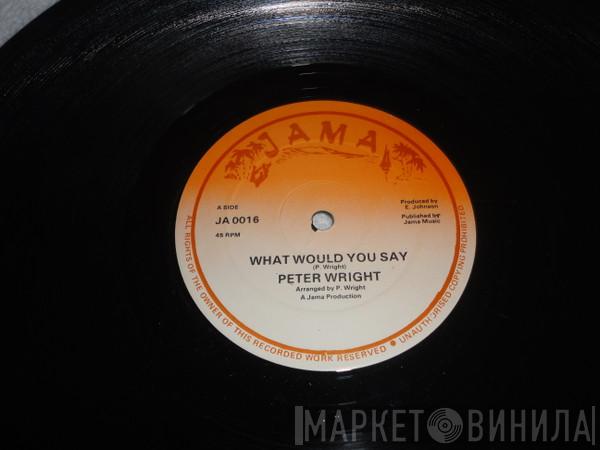 JAMA
A SIDE
JA 0016
45 RPM
Produced by
E. Johnson
Published by
Jama Music
WHAT WOULD YOU SAY
(P. Wright)
PETER WRIGHT
Arranged by P. Wright
A Jama Production
ALL RIGHTS OF THE OWNER OF THIS RECORDED WORK RESERVED ● UNAUTHORISED COPYING PROHIBITED
МАРКЕТ ВИНИЛА